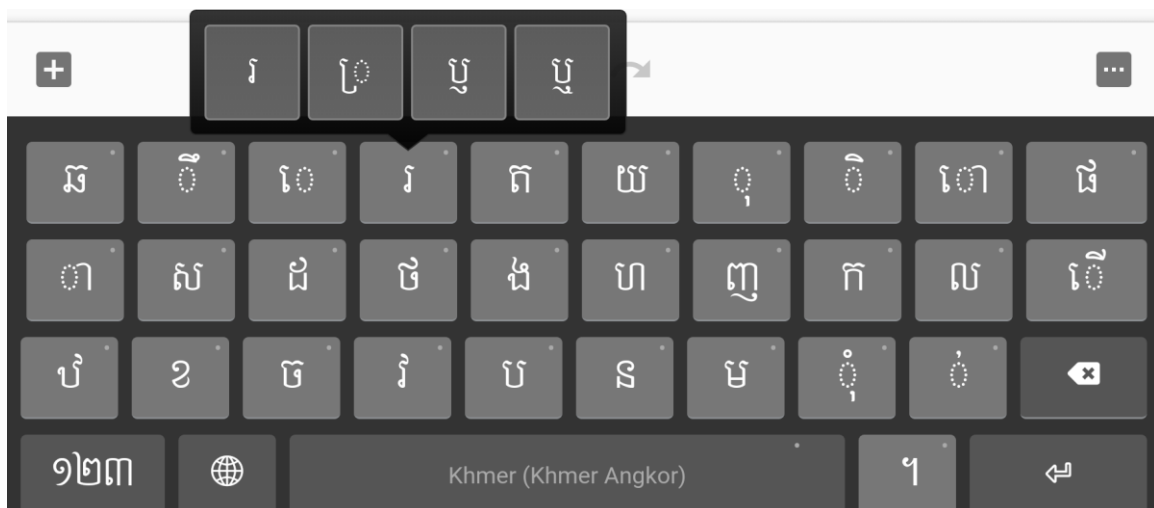 រ ្រ ឫ ឬ
ឆ ឹ េ រ ត យ ុ ិ ោ ផ
ា ស ដ ថ ង ហ ញ ក ល ើ
ឋ ខ ច វ ប ន ម ុំ ់
១២៣ Khmer (Khmer Angkor) ។